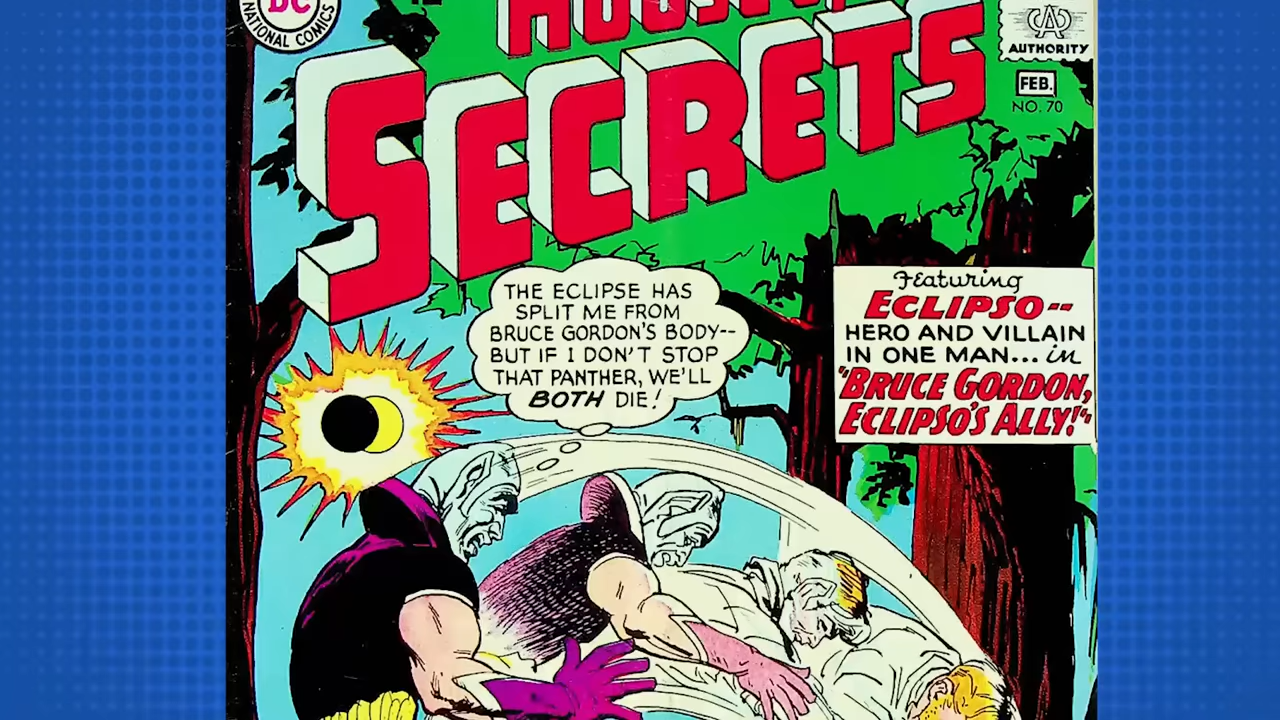 DC
NATIONAL COMICS
HOUSE OF
SECRETS
AUTHORITY
FEB.
NO. 70
THE ECLIPSE HAS
SPLIT ME FROM
BRUCE GORDON'S BODY--
BUT IF I DON'T STOP
THAT PANTHER, WE'LL
BOTH DIE!
Featuring
ECLIPSO--
HERO AND VILLAIN
IN ONE MAN... in
"BRUCE GORDON,
ECLIPSO'S ALLY!"